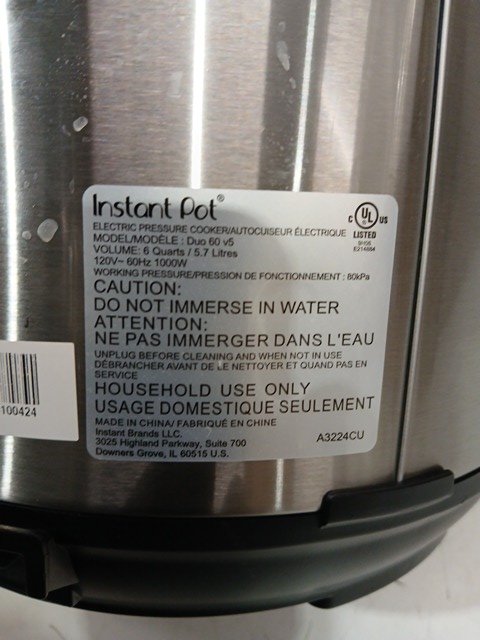 Instant Pot®
ELECTRIC PRESSURE COOKER/AUTOCUISEUR ÉLECTRIQUE
MODEL/MODÈLE : Duo 60 v5
VOLUME: 6 Quarts / 5.7 Litres
120V~ 60Hz 1000W
WORKING PRESSURE/PRESSION DE FONCTIONNEMENT : 80kPa
C UL US
LISTED
E214884
CAUTION:
DO NOT IMMERSE IN WATER
ATTENTION:
NE PAS IMMERGER DANS L'EAU
UNPLUG BEFORE CLEANING AND WHEN NOT IN USE
DÉBRANCHER AVANT DE LE NETTOYER ET QUAND PAS EN
SERVICE
HOUSEHOLD USE ONLY
USAGE DOMESTIQUE SEULEMENT
MADE IN CHINA/ FABRIQUÉ EN CHINE
Instant Brands LLC.
3025 Highland Parkway, Suite 700
Downers Grove, IL 60515 U.S.
A3224CU
100424